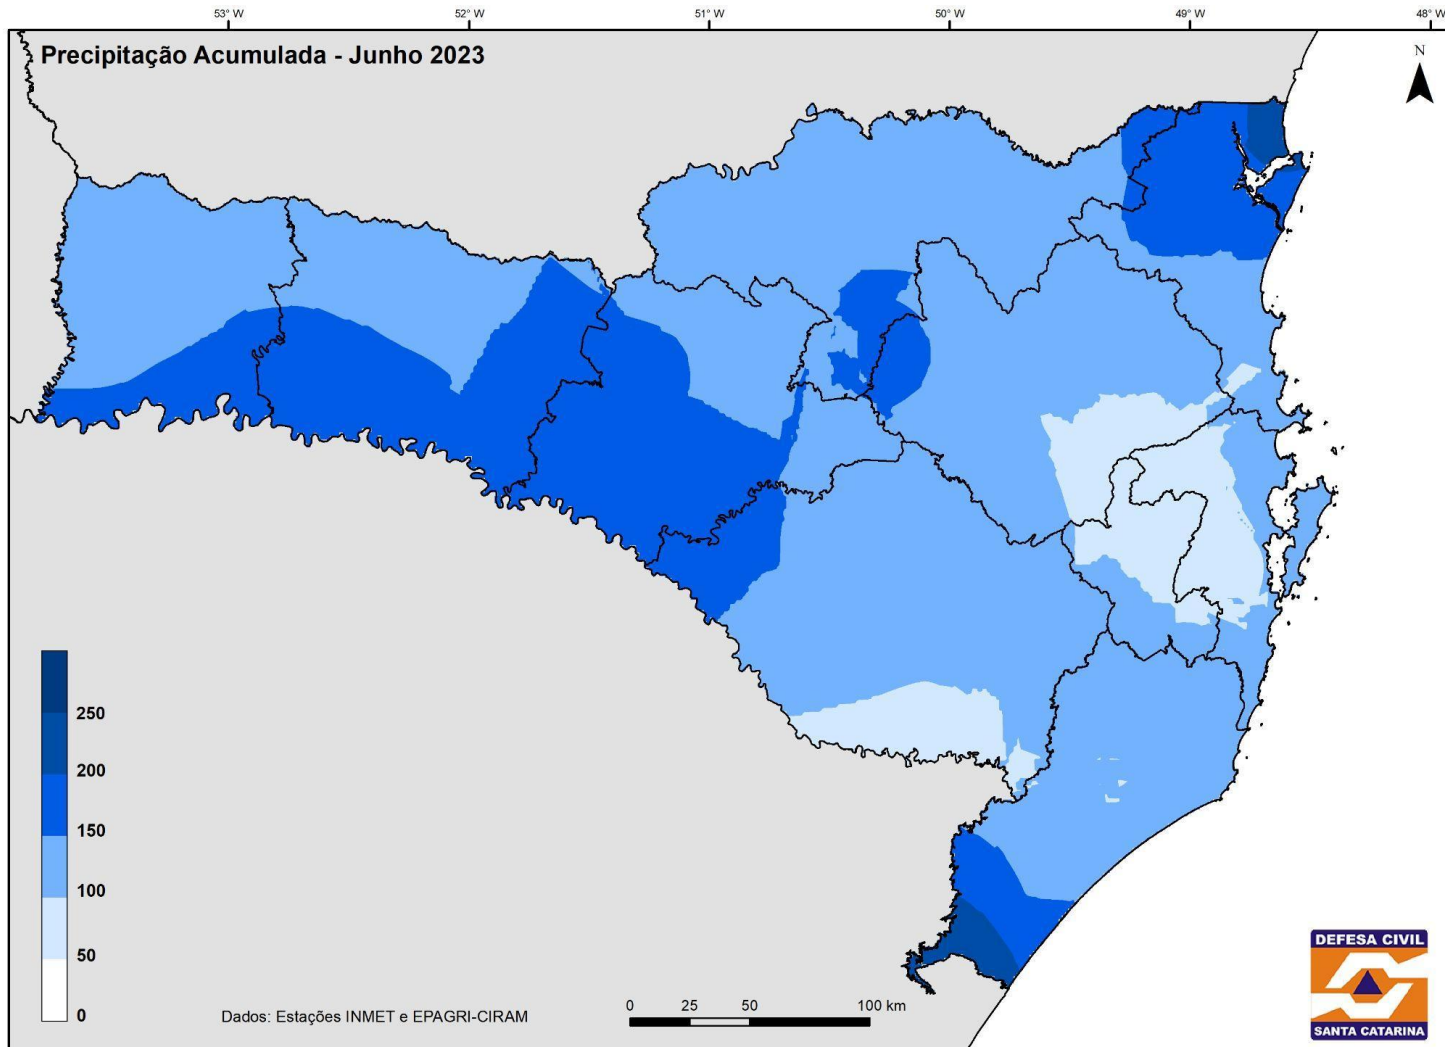 53° W 52° W 51° W 50° W 49° W 48° W
Precipitação Acumulada - Junho 2023
N
250
200
150
100
50
0
Dados: Estações INMET e EPAGRI-CIRAM
0 25 50 100 km
DEFESA CIVIL
SANTA CATARINA